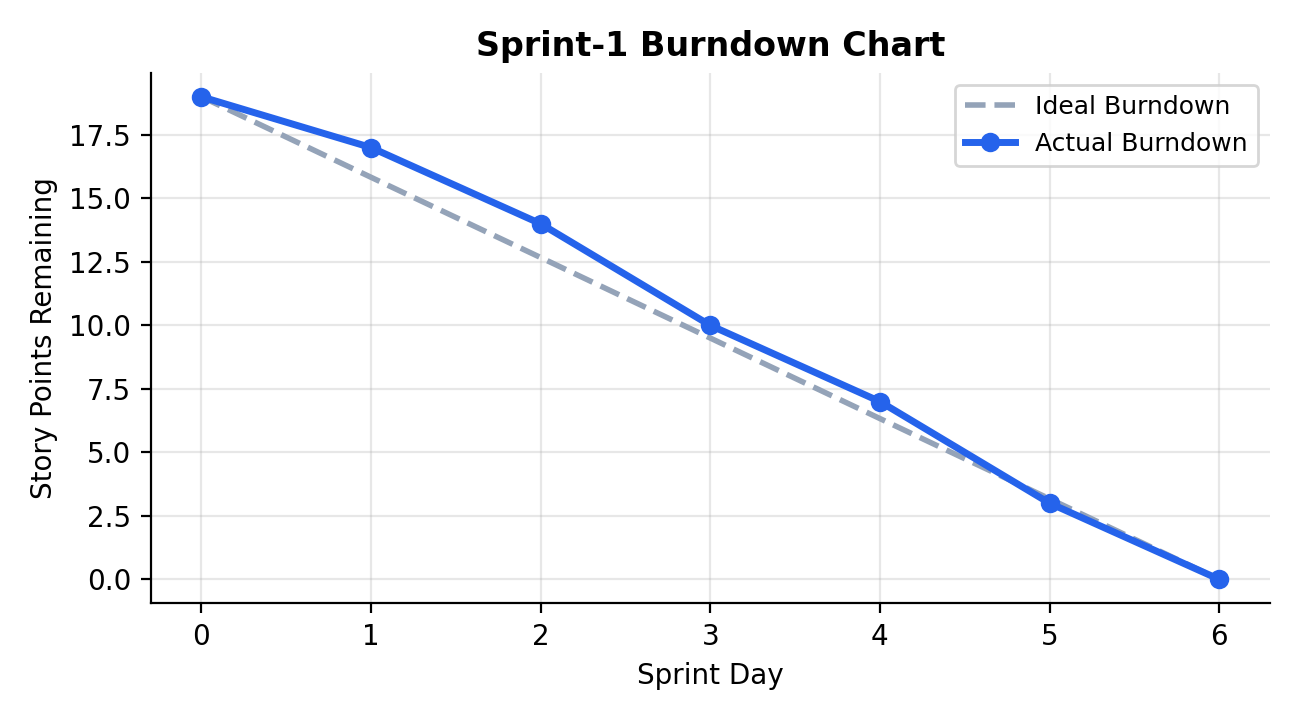 Sprint-1 Burndown Chart
Ideal Burndown
Actual Burndown
Story Points Remaining
17.5
15.0
12.5
10.0
7.5
5.0
2.5
0.0
0 1 2 3 4 5 6
Sprint Day